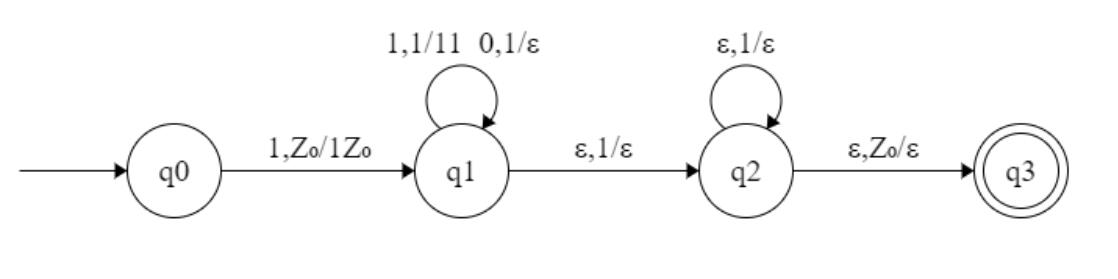 1,1/11 0,1/ε
ε,1/ε
1,Z₀/1Z₀
ε,1/ε
ε,Z₀/ε
q0
q1
q2
q3